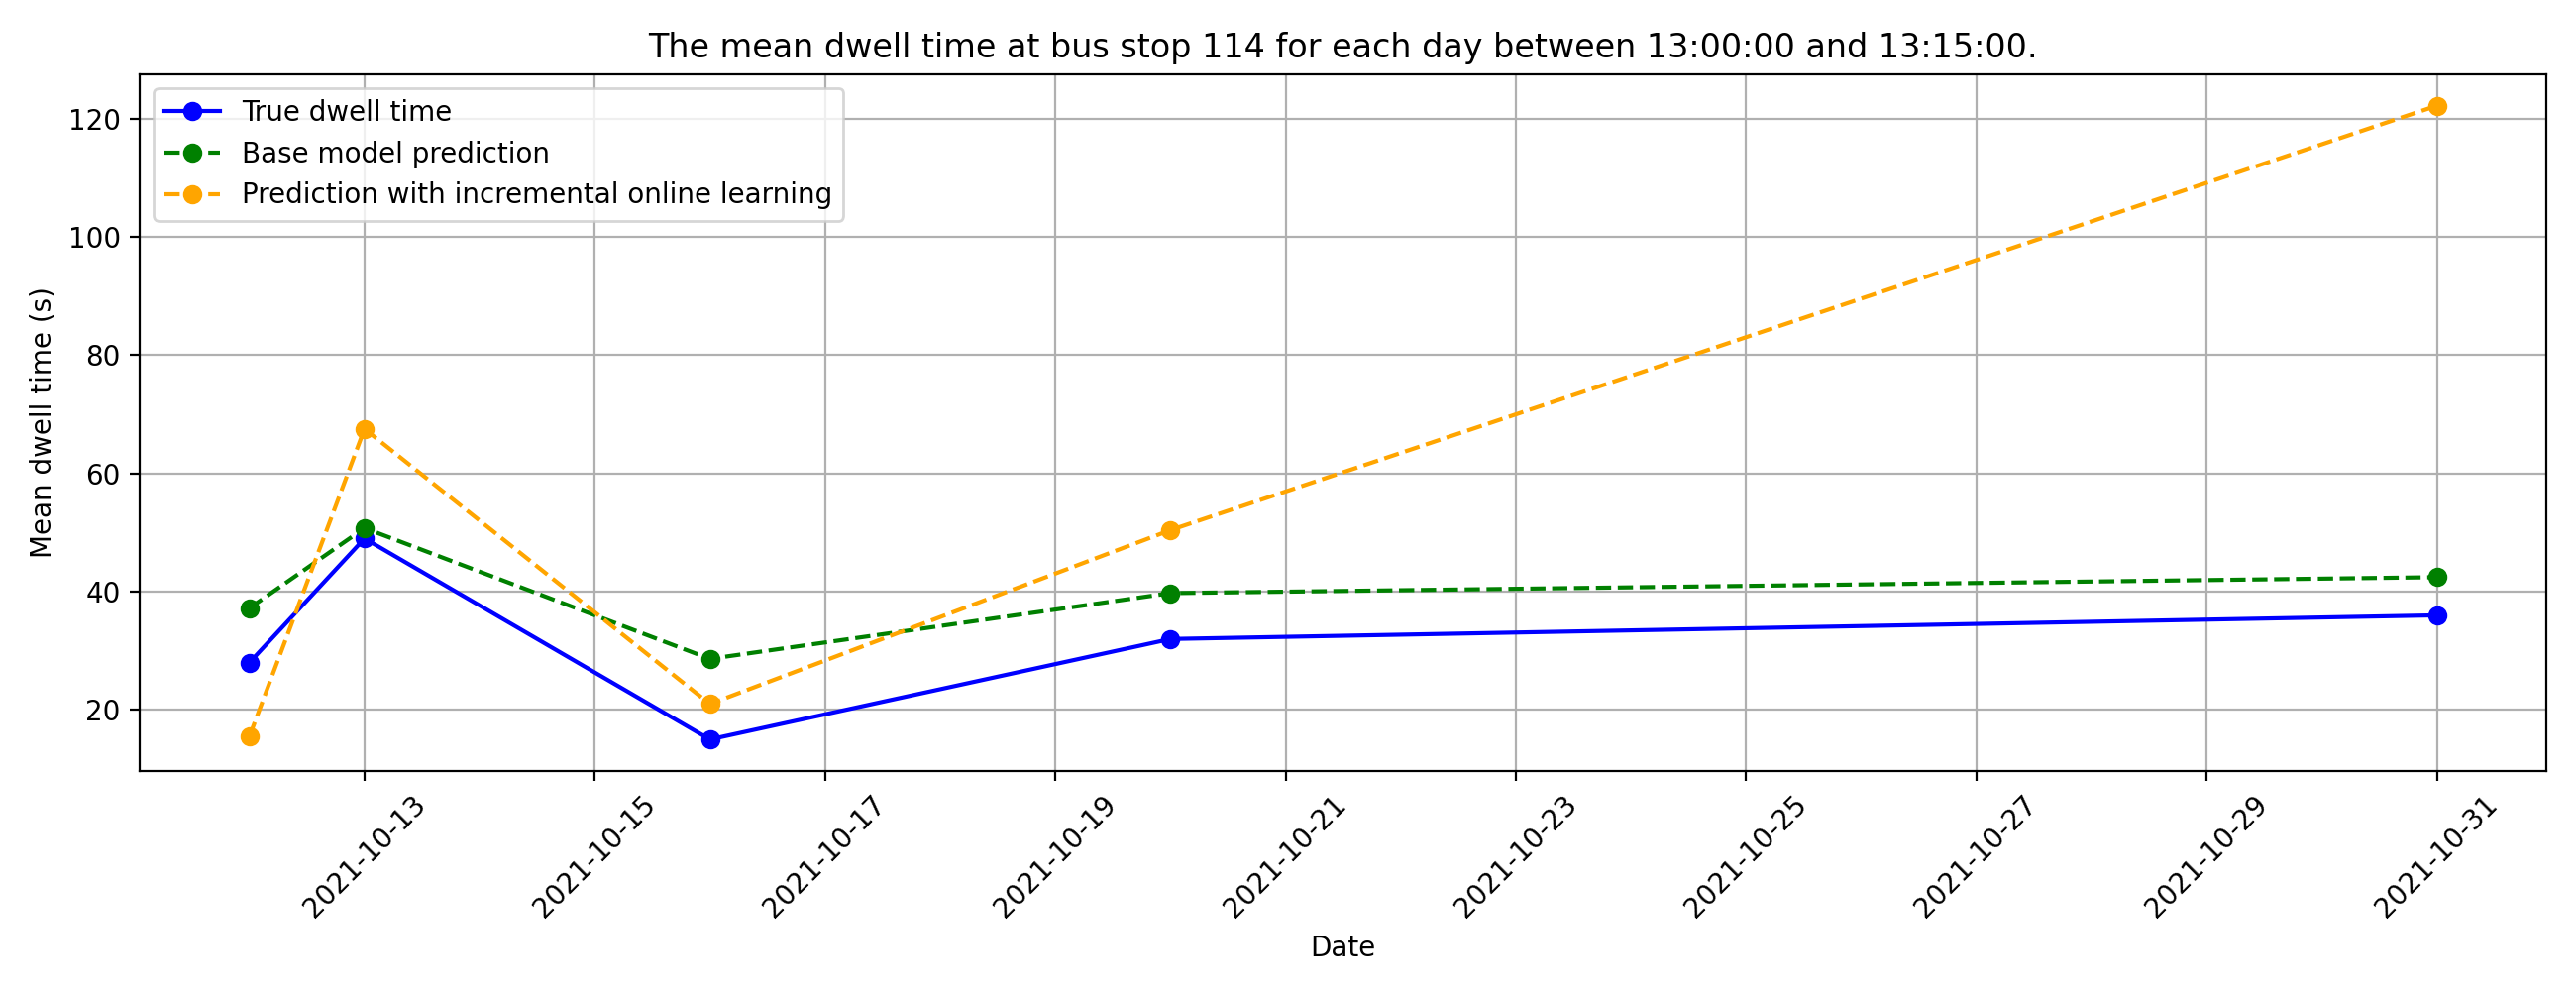 The mean dwell time at bus stop 114 for each day between 13:00:00 and 13:15:00.
True dwell time
Base model prediction
Prediction with incremental online learning
Mean dwell time (s)
120
100
80
60
40
20
2021-10-13
2021-10-15
2021-10-17
2021-10-19
2021-10-21
2021-10-23
2021-10-25
2021-10-27
2021-10-29
2021-10-31
Date